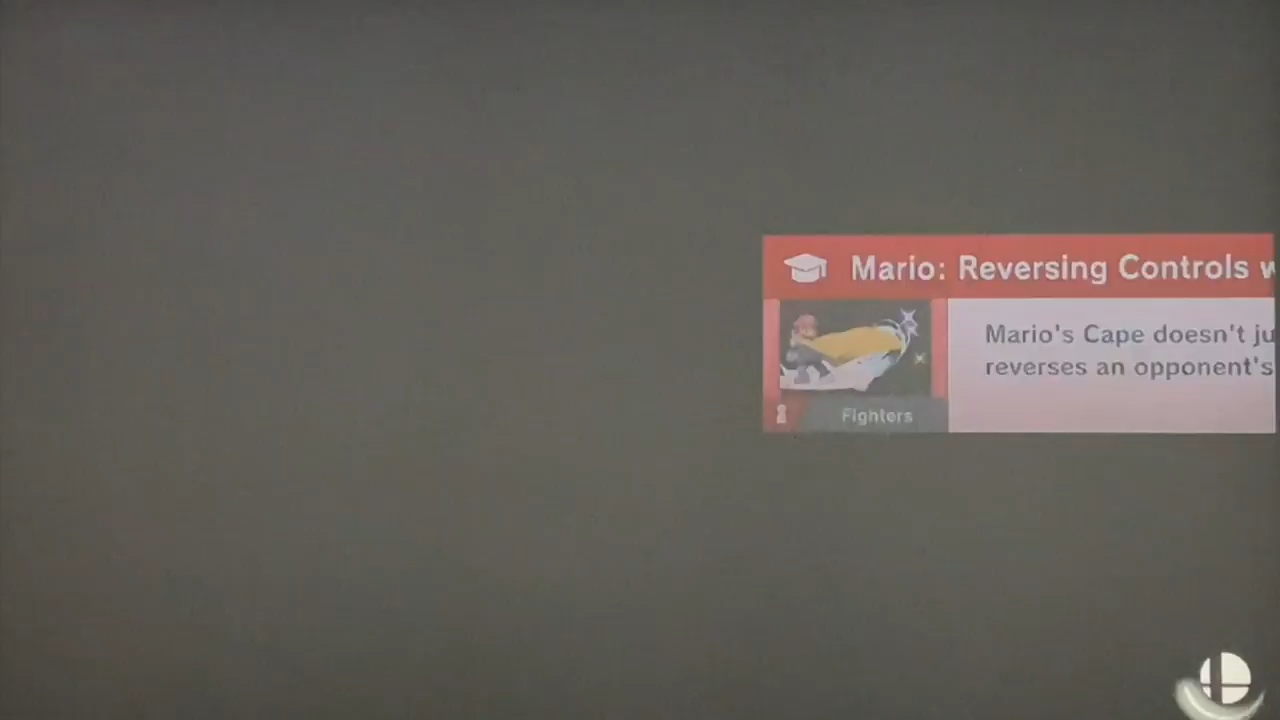 Mario: Reversing Controls
Mario's Cape doesn't
reverses an opponent's
Fighters